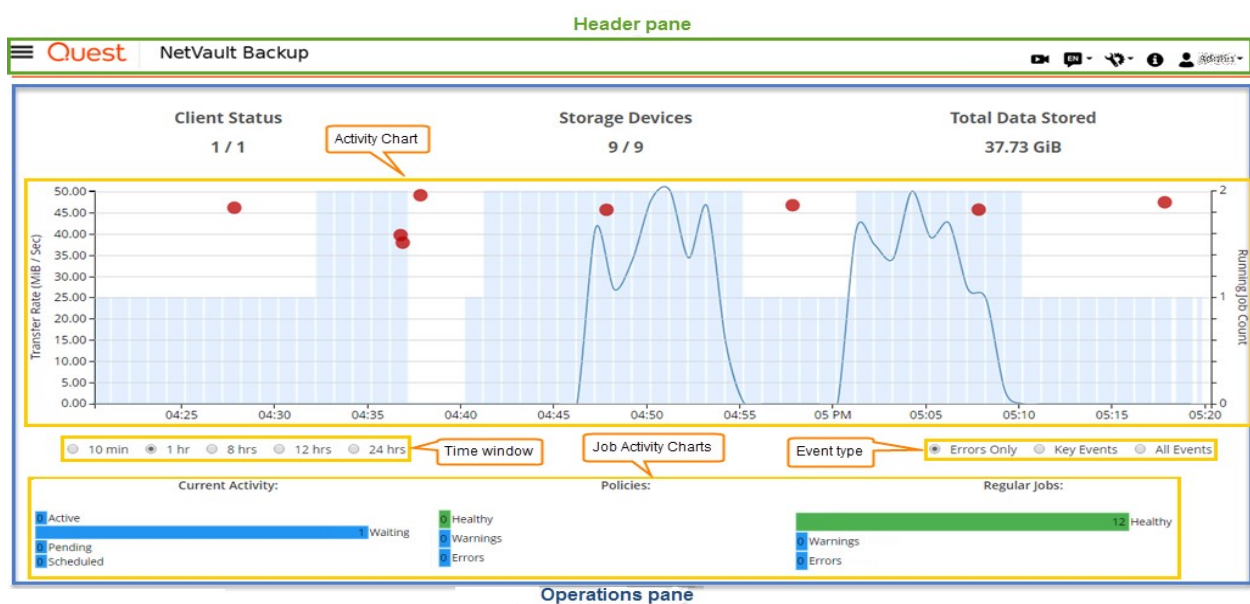 Header pane
Quest NetVault Backup
EN
Client Status
1 / 1
Storage Devices
9 / 9
Total Data Stored
37.73 GiB
Activity Chart
Transfer Rate (MiB / Sec)
50.00
45.00
40.00
35.00
30.00
25.00
20.00
15.00
10.00
5.00
0.00
2
1
0
Running Job Count
04:25 04:30 04:35 04:40 04:45 04:50 04:55 05 PM 05:05 05:10 05:15 05:20
10 min 1 hr 8 hrs 12 hrs 24 hrs
Time window
Job Activity Charts
Event type
Errors Only Key Events All Events
Current Activity:
0 Active
1 Waiting
0 Pending
0 Scheduled
Policies:
0 Healthy
0 Warnings
0 Errors
Regular Jobs:
12 Healthy
0 Warnings
0 Errors
Operations pane